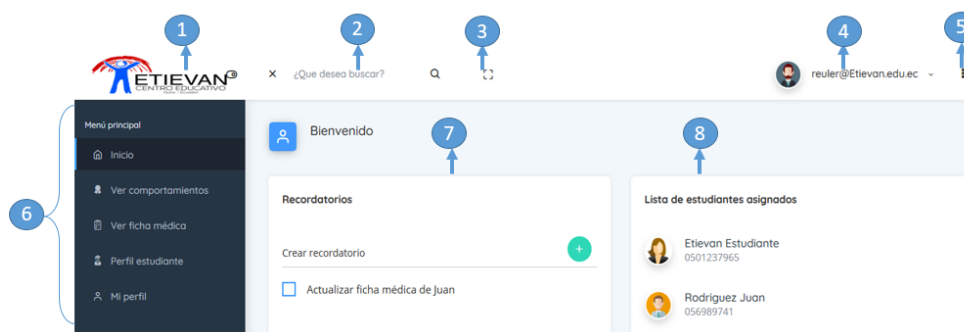 1
2
3
4
5
ETIEVAN
CENTRO EDUCATIVO
¿Que desea buscar?
reuler@Etievan.edu.ec
6
Menú principal
Inicio
Ver comportamientos
Ver ficha médica
Perfil estudiante
Mi perfil
Bienvenido
7
8
Recordatorios
Crear recordatorio
+
Actualizar ficha médica de Juan
Lista de estudiantes asignados
Etievan Estudiante
0501237965
Rodriguez Juan
056989741